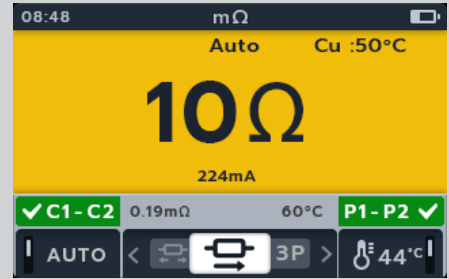 08:48 mΩ
Auto Cu :50°C
10Ω
224mA
C1-C2 0.19mΩ 60°C P1-P2
AUTO < 3P > 44°C